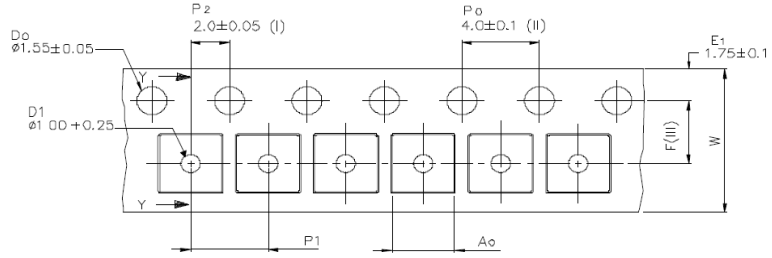 P2
2.0±0.05 (I)
Po
4.0±0.1 (II)
E1
1.75±0.1
Do
ø1.55±0.05
Y
D1
ø1.00 +0.25
F(III)
W
Y
P1
Ao